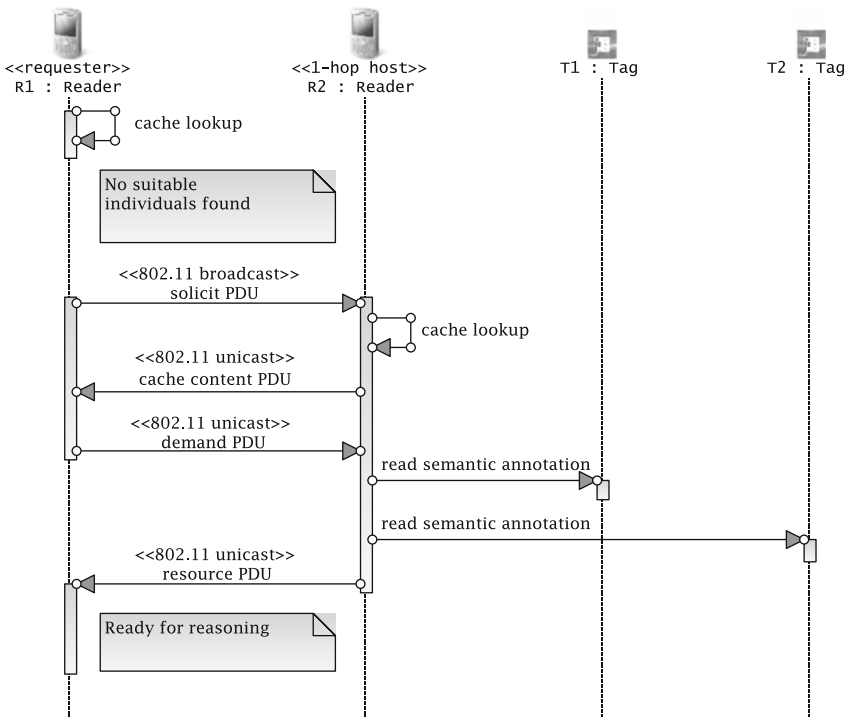 <<requester>>
R1 : Reader
<<1-hop host>>
R2 : Reader
T1 : Tag
T2 : Tag
cache lookup
No suitable
individuals found
<<802.11 broadcast>>
solicit PDU
cache lookup
<<802.11 unicast>>
cache content PDU
<<802.11 unicast>>
demand PDU
read semantic annotation
read semantic annotation
<<802.11 unicast>>
resource PDU
Ready for reasoning